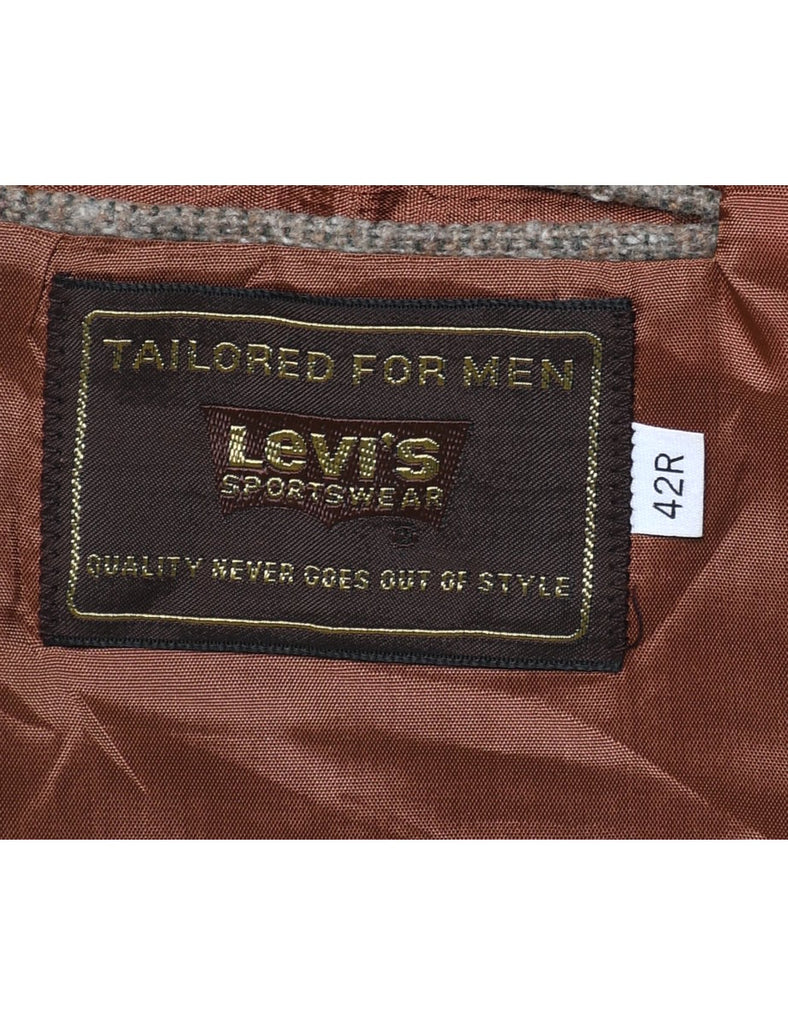 TAILORED FOR MEN
Levi's
SPORTSWEAR
QUALITY NEVER GOES OUT OF STYLE
42R